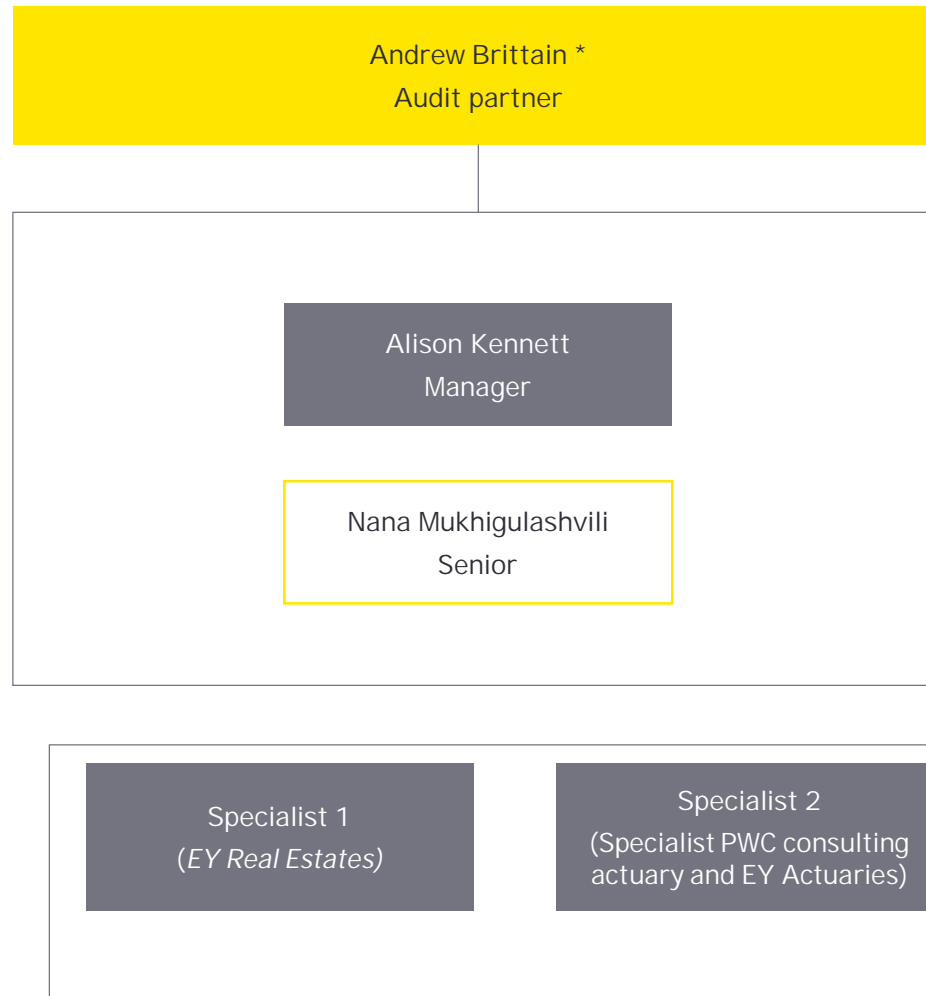 Andrew Brittain *
Audit partner
Alison Kennett
Manager
Nana Mukhigulashvili
Senior
Specialist 1
(EY Real Estates)
Specialist 2
(Specialist PWC consulting
actuary and EY Actuaries)